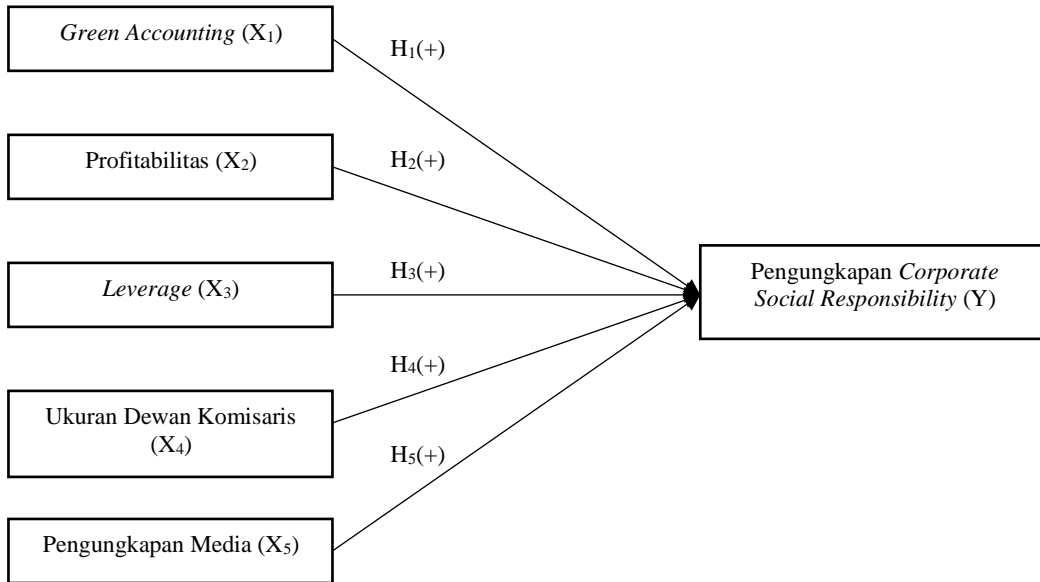 Green Accounting (X₁)
H₁(+)
Profitabilitas (X₂)
H₂(+)
Leverage (X₃)
H₃(+)
Pengungkapan Corporate
Social Responsibility (Y)
Ukuran Dewan Komisaris
(X₄)
H₄(+)
H₅(+)
Pengungkapan Media (X₅)